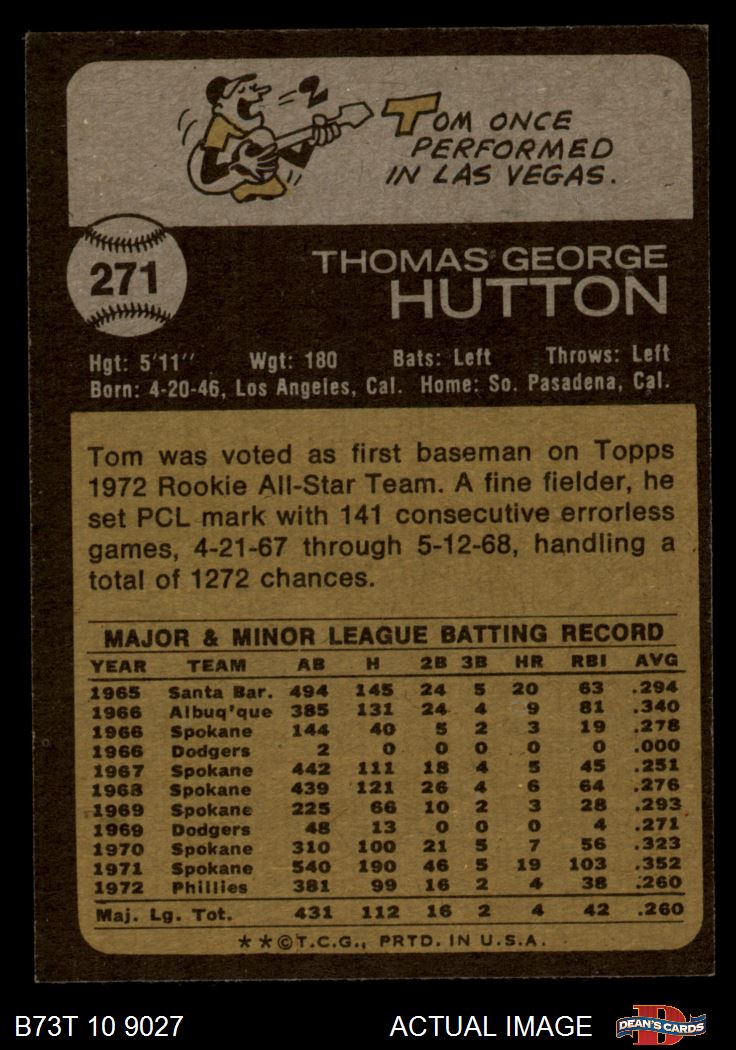 TOM ONCE
PERFORMED
IN LAS VEGAS.
271
THOMAS GEORGE
HUTTON
Hgt: 5'11" Wgt: 180 Bats: Left Throws: Left
Born: 4-20-46, Los Angeles, Cal. Home: So. Pasadena, Cal.
Tom was voted as first baseman on Topps
1972 Rookie All-Star Team. A fine fielder, he
set PCL mark with 141 consecutive errorless
games, 4-21-67 through 5-12-68, handling a
total of 1272 chances.
MAJOR & MINOR LEAGUE BATTING RECORD
YEAR TEAM AB H 2B 3B HR RBI AVG
1965 Santa Bar. 494 145 24 5 20 63 .294
1966 Albuq'que 385 131 24 4 9 81 .340
1966 Spokane 144 40 5 2 3 19 .278
1966 Dodgers 2 0 0 0 0 0 .000
1967 Spokane 442 111 18 4 5 45 .251
1968 Spokane 439 121 26 4 6 64 .276
1969 Spokane 225 66 10 2 3 28 .293
1969 Dodgers 48 13 0 0 0 4 .271
1970 Spokane 310 100 21 5 7 56 .323
1971 Spokane 540 190 46 5 19 103 .352
1972 Phillies 381 99 16 2 4 38 .260
Maj. Lg. Tot. 431 112 16 2 4 42 .260
**©T.C.G., PRTD. IN U.S.A.
B73T 10 9027 ACTUAL IMAGE D DEAN'S CARDS